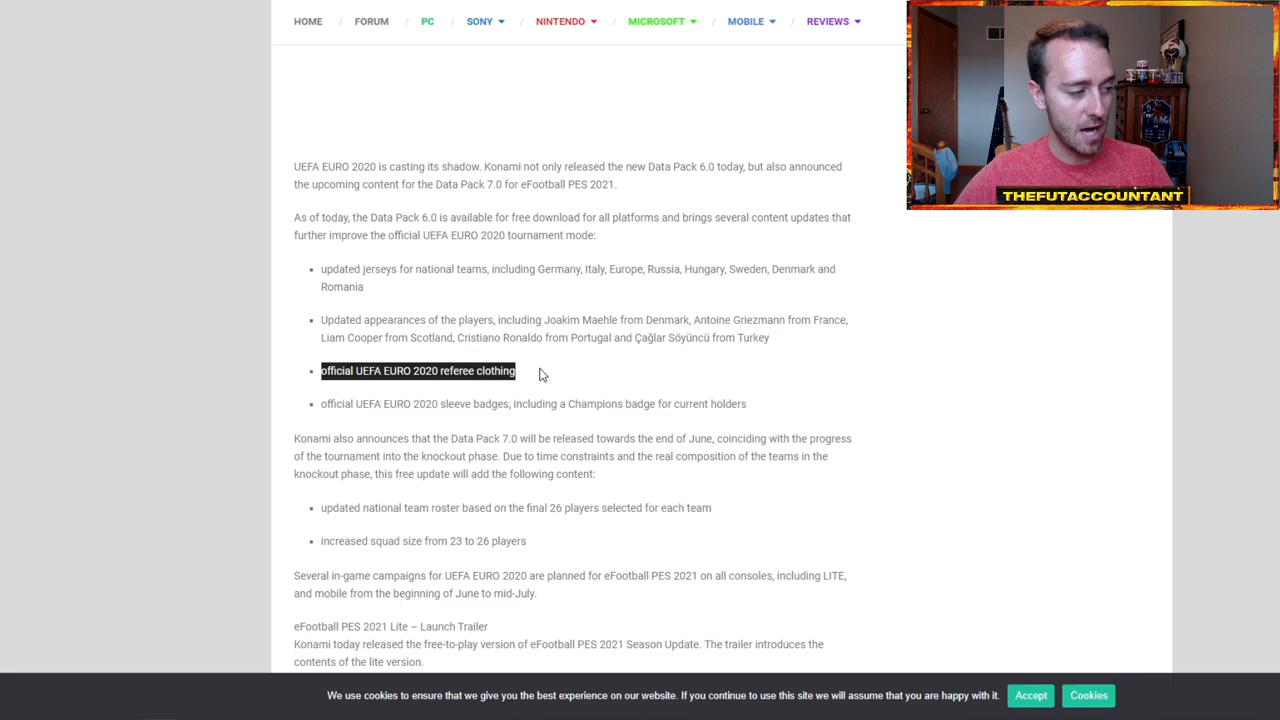 HOME / FORUM / PC / SONY / NINTENDO / MICROSOFT / MOBILE / REVIEWS
THEFUTACCOUNTANT
UEFA EURO 2020 is casting its shadow. Konami not only released the new Data Pack 6.0 today, but also announced
the upcoming content for the Data Pack 7.0 for eFootball PES 2021.
As of today, the Data Pack 6.0 is available for free download for all platforms and brings several content updates that
further improve the official UEFA EURO 2020 tournament mode:
updated jerseys for national teams, including Germany, Italy, Europe, Russia, Hungary, Sweden, Denmark and
Romania
Updated appearances of the players, including Joakim Maehle from Denmark, Antoine Griezmann from France,
Liam Cooper from Scotland, Cristiano Ronaldo from Portugal and Çağlar Söyüncü from Turkey
official UEFA EURO 2020 referee clothing
official UEFA EURO 2020 sleeve badges, including a Champions badge for current holders
Konami also announces that the Data Pack 7.0 will be released towards the end of June, coinciding with the progress
of the tournament into the knockout phase. Due to time constraints and the real composition of the teams in the
knockout phase, this free update will add the following content:
updated national team roster based on the final 26 players selected for each team
increased squad size from 23 to 26 players
Several in-game campaigns for UEFA EURO 2020 are planned for eFootball PES 2021 on all consoles, including LITE,
and mobile from the beginning of June to mid-July.
eFootball PES 2021 Lite – Launch Trailer
Konami today released the free-to-play version of eFootball PES 2021 Season Update. The trailer introduces the
contents of the lite version.
We use cookies to ensure that we give you the best experience on our website. If you continue to use this site we will assume that you are happy with it. Accept Cookies